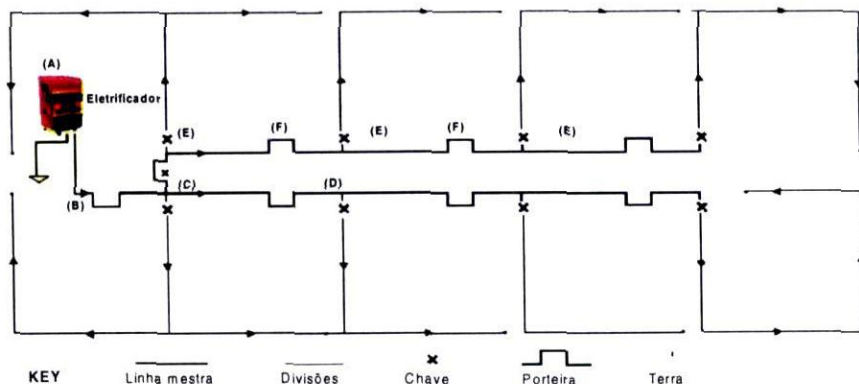 (A)
Eletrificador
(E) (F) (E) (F) (E)
(B) (C) (D)
KEY Linha mestra Divisões Chave Porteira Terra